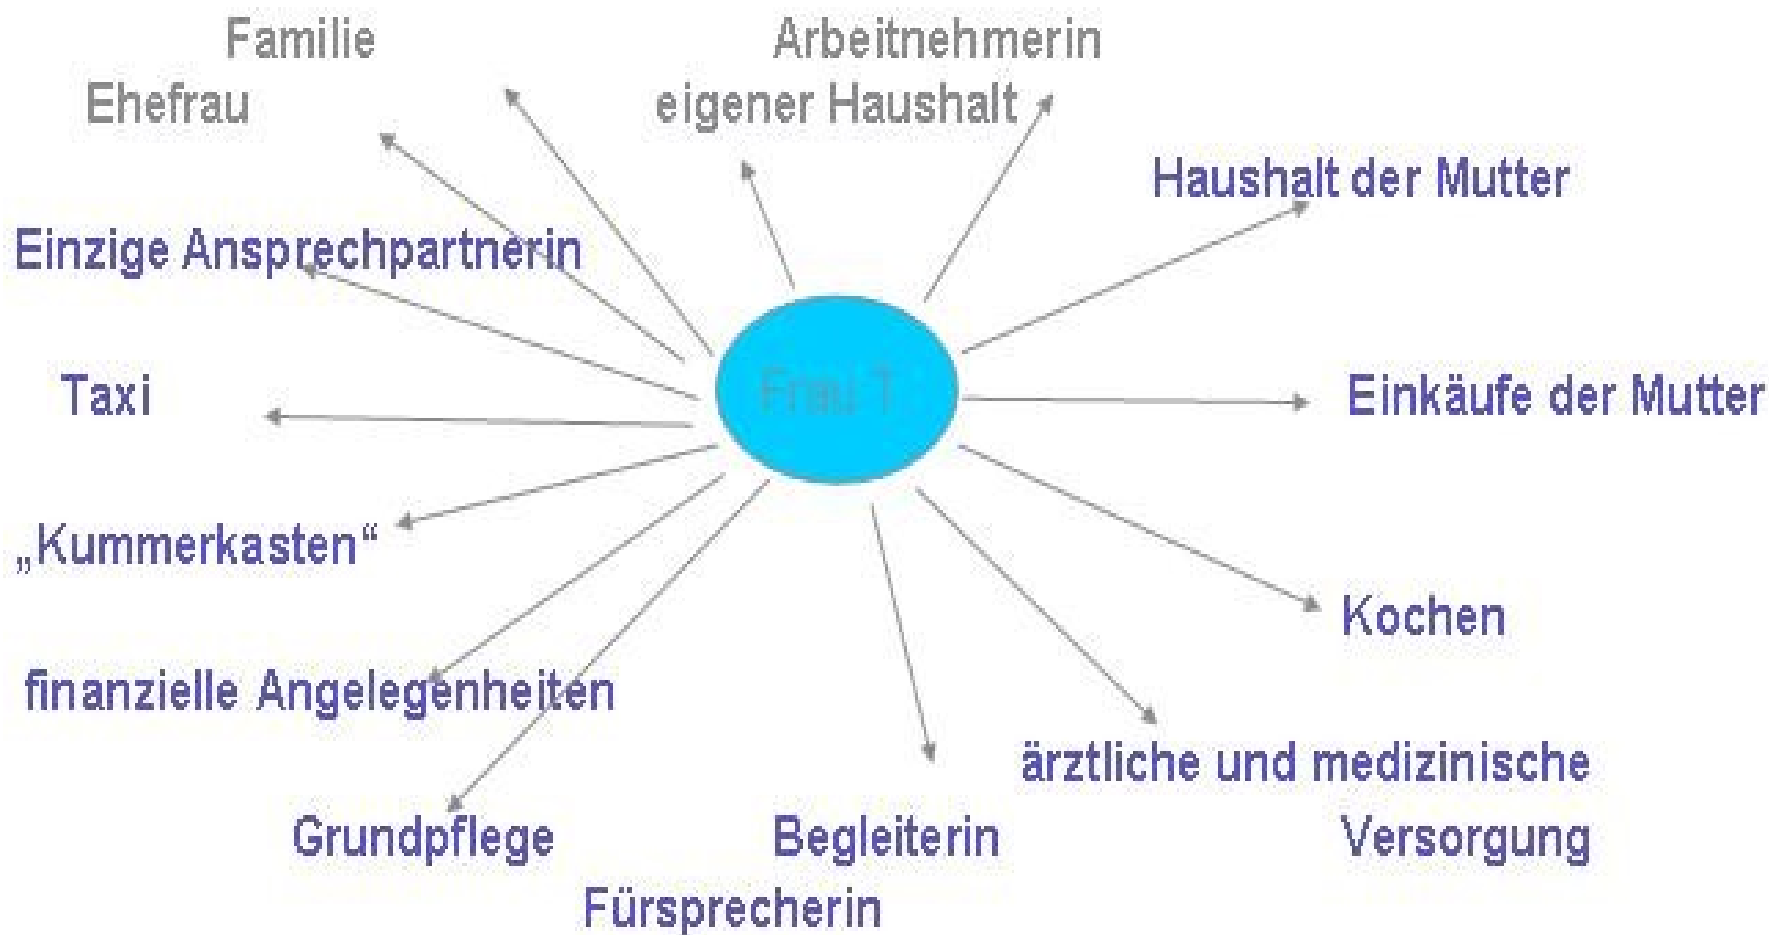 Familie
Arbeitnehmerin
Ehefrau
eigener Haushalt
Haushalt der Mutter
Einzige Ansprechpartnerin
Frau T
Taxi
Einkäufe der Mutter
„Kummerkasten“
Kochen
finanzielle Angelegenheiten
ärztliche und medizinische
Versorgung
Grundpflege
Begleiterin
Fürsprecherin